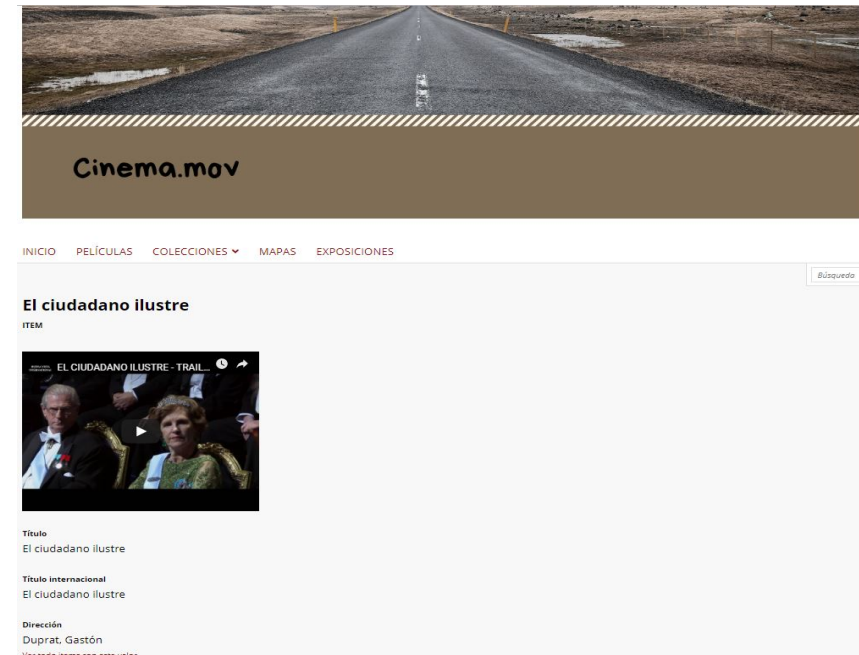 Cinema.mov
INICIO PELÍCULAS COLECCIONES MAPAS EXPOSICIONES
Búsqueda
El ciudadano ilustre
ITEM
EL CIUDADANO ILUSTRE - TRAIL...
Título
El ciudadano ilustre
Título internacional
El ciudadano ilustre
Dirección
Duprat, Gastón